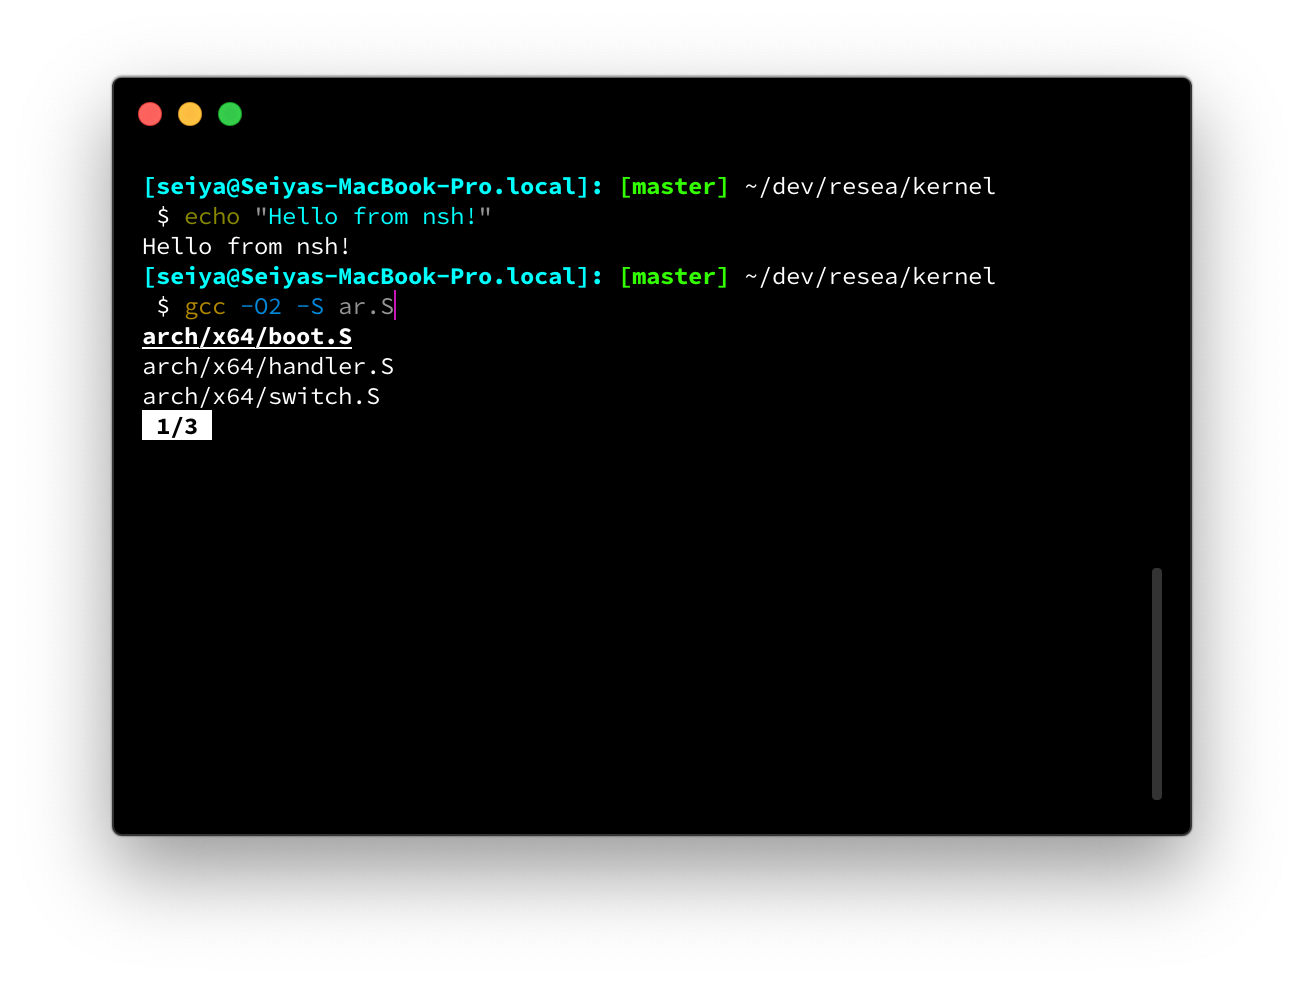 [seiya@Seiyas-MacBook-Pro.local]: [master] ~/dev/resea/kernel
$ echo "Hello from nsh!"
Hello from nsh!
[seiya@Seiyas-MacBook-Pro.local]: [master] ~/dev/resea/kernel
$ gcc -O2 -S ar.S
arch/x64/boot.S
arch/x64/handler.S
arch/x64/switch.S
1/3